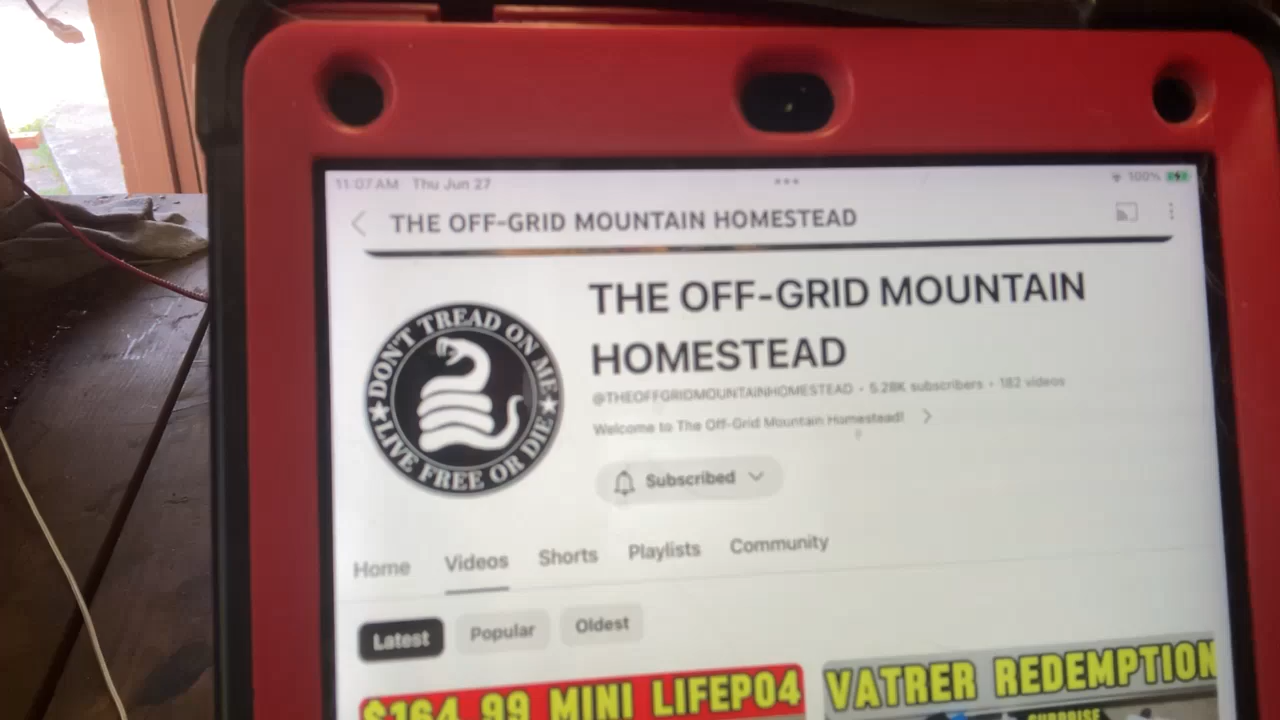 11:07 AM Thu Jun 27
100%
THE OFF-GRID MOUNTAIN HOMESTEAD
THE OFF-GRID MOUNTAIN
HOMESTEAD
@THEOFFGRIDMOUNTAINHOMESTEAD • 5.28K subscribers • 182 videos
Welcome to The Off-Grid Mountain Homestead!
DON'T TREAD ON ME
LIVE FREE OR DIE
Subscribed
Home Videos Shorts Playlists Community
Latest Popular Oldest
$164.99 MINI LIFEPO4
VATRER REDEMPTION
SURPRISE